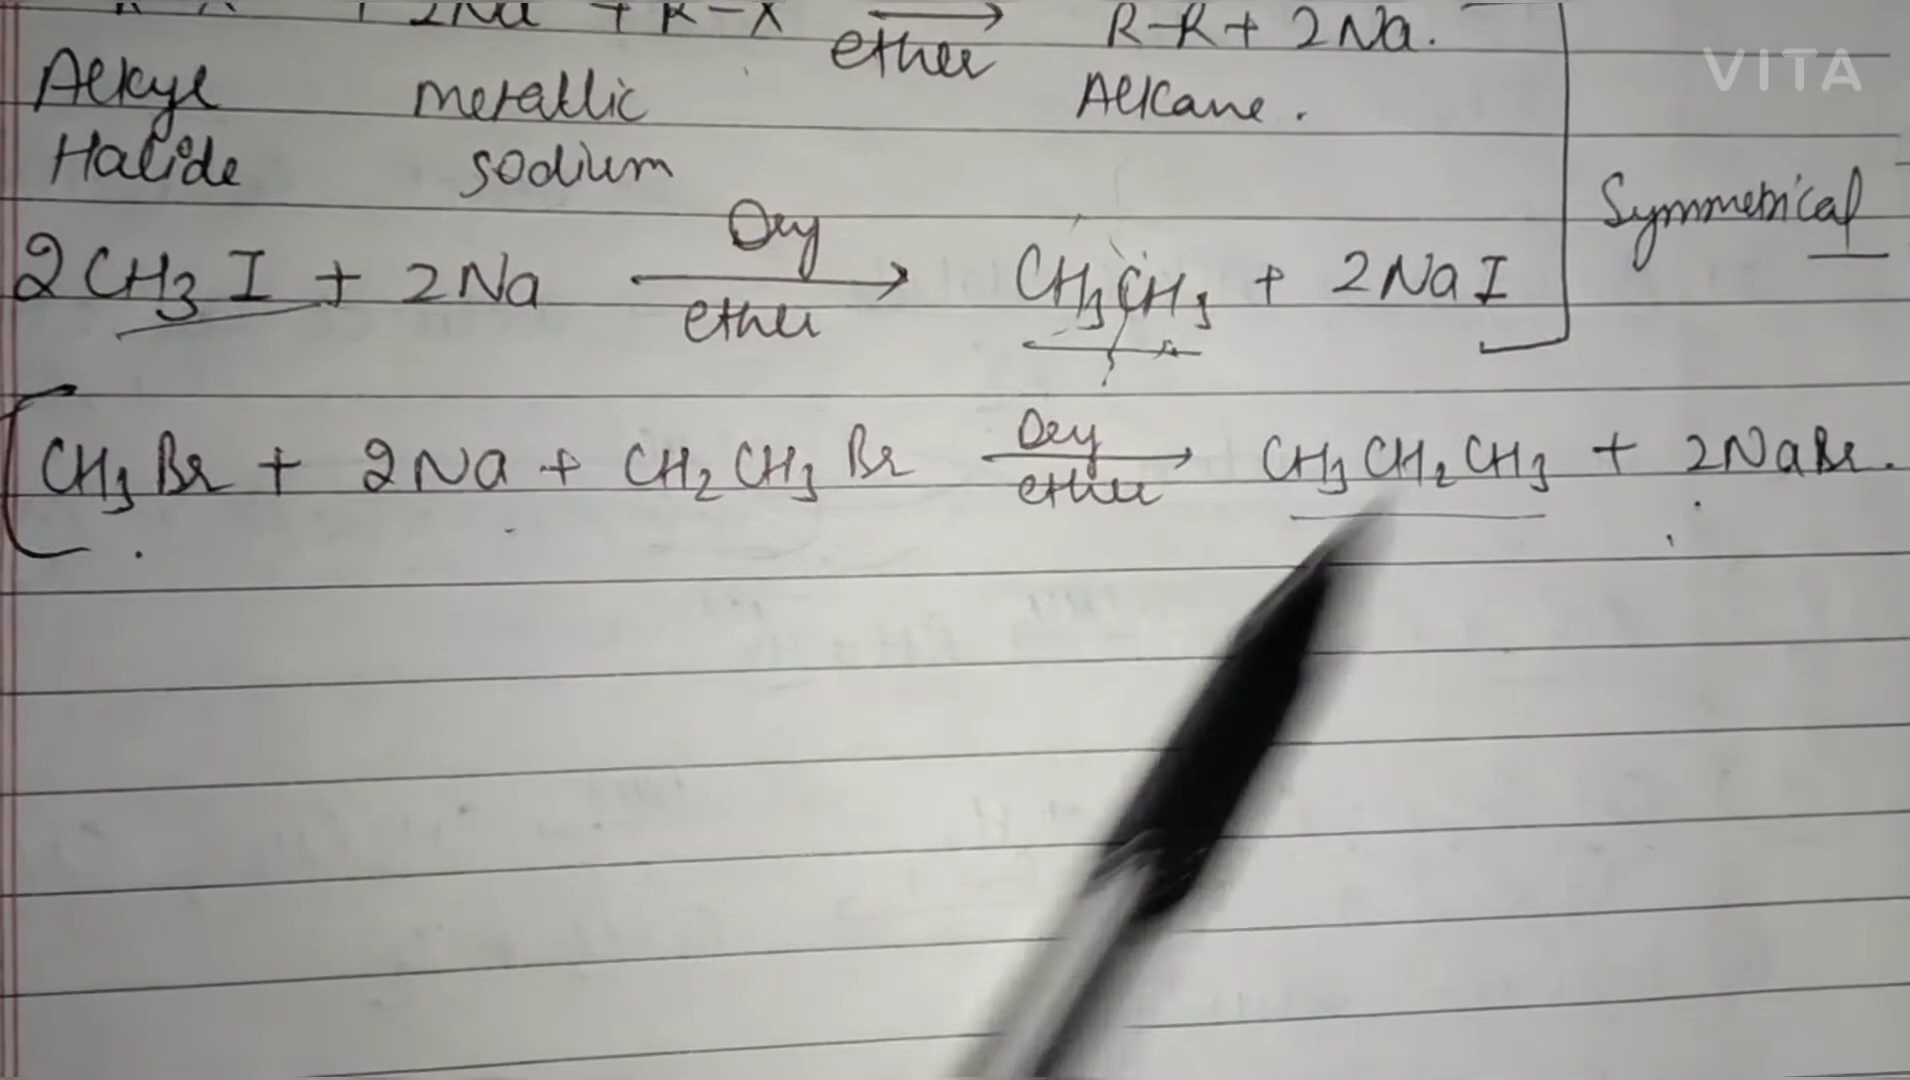 R-X + 2Na + R-X → R-R + 2Na.
ether
Alkyl metallic Alkane.
Halide sodium
VITA
Symmetrical
Dry
2CH3I + 2Na → CH3CH3 + 2NaI
ether
Dry
CH3Br + 2Na + CH2CH3Br → CH3CH2CH3 + 2NaBr.
ether